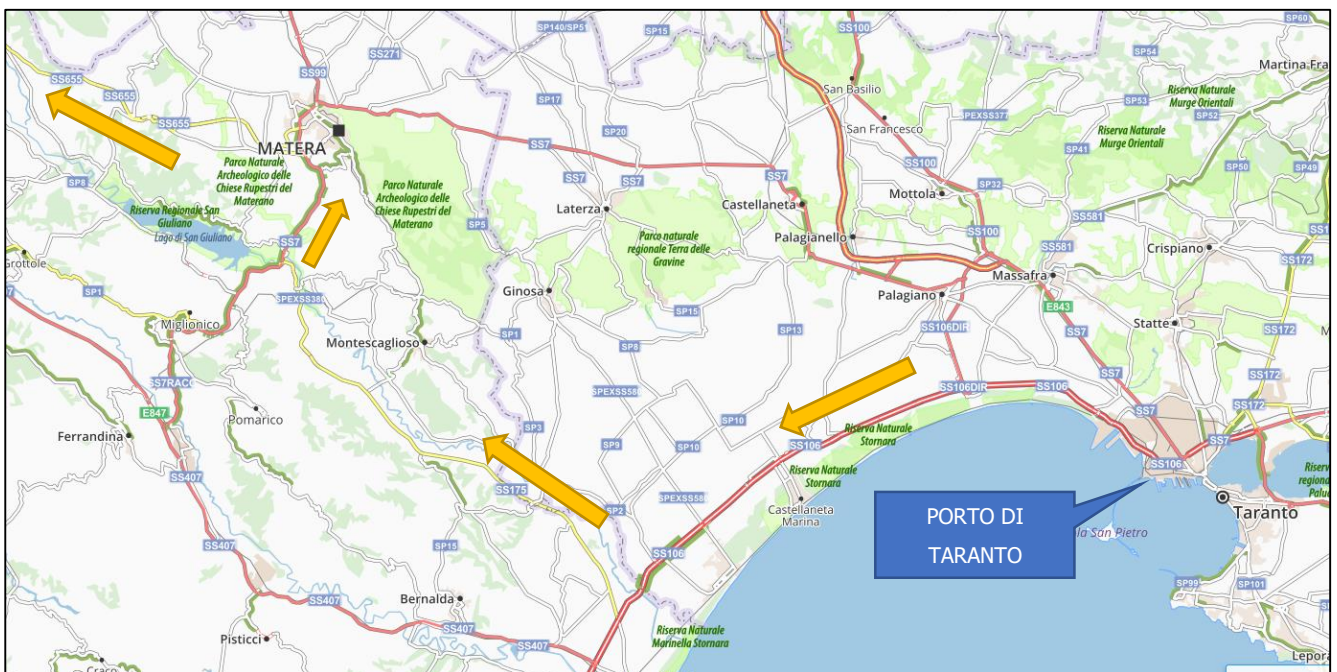 SP140/SP51
SP15
SS100
SP60
SP54
Martina Fra
SS655
SS99
SS271
San Basilio
Riserva Naturale
Murge Orientali
SS655
SP17
SP53
SP52
SS655
SP20
San Francesco
SPEXSS377
Riserva Naturale
Murge Orientali
MATERA
SS7
SS100
SP41
SP50
SP49
Parco Naturale
Archeologico delle
Chiese Rupestri del
Materano
SP8
Parco Naturale
Archeologico delle
Chiese Rupestri del
Materano
SS7
SS7
SS7
Mottola
SP32
Laterza
Castellaneta
SS581
Riserva Regionale San
Giuliano
Lago di San Giuliano
SP5
Parco naturale
regionale Terra delle
Gravine
Palagianello
SS100
SS581
Crispiano
SS7
SS172
Grottole
Massafra
SP1
SPEXSS380
Ginosa
Palagiano
E843
SP15
Miglionico
Montescaglioso
SP1
SP13
SS106DIR
SS7
Statte
SS172
SP8
SS7RACC
SPEXSS580
SS106DIR
SS106
SS7
SS172
E847
Pomarico
SP10
Ferrandina
SP3
SP9
SP10
SS106
Riserva Naturale
Stornara
SS7
SS7
SS106
SS407
SS175
SPEXSS58
Riserva Naturale
Stornara
Castellaneta
Marina
Taranto
SP2
PORTO DI
TARANTO
la San Pietro
SS407
SP15
SS106
SP99
SP101
Bernalda
SS407
Pisticci
SS407
SS407
Riserva Naturale
Marinella Stornara
Craco
Lepora